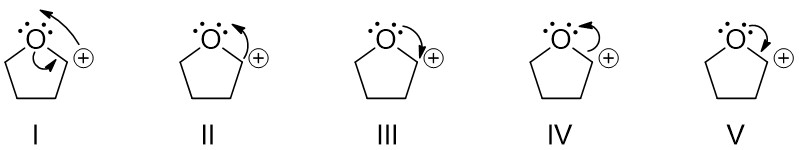 O O O O O
+ + + + +
I II III IV V